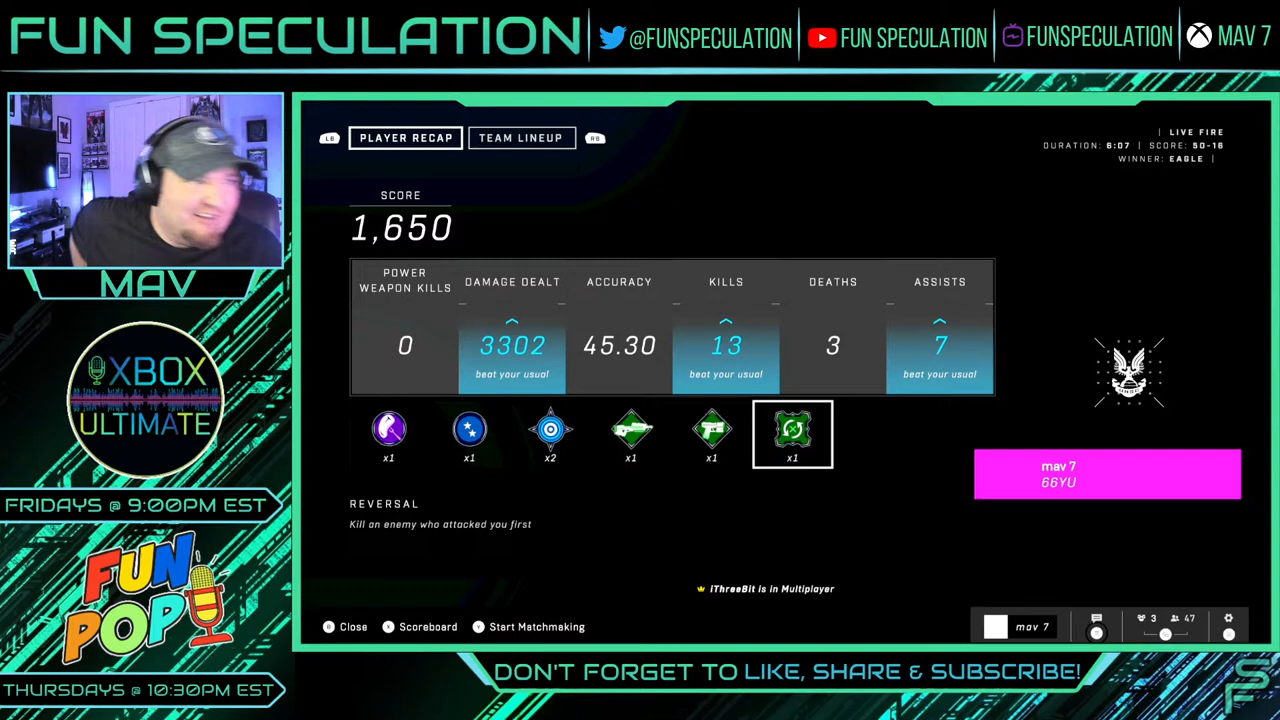 FUN SPECULATION
@FUNSPECULATION
FUN SPECULATION
FUNSPECULATION
MAV 7
LB
PLAYER RECAP
TEAM LINEUP
RB
LIVE FIRE
DURATION: 6:07 | SCORE: 50-16
WINNER: EAGLE
SCORE
1,650
POWER WEAPON KILLS
DAMAGE DEALT
ACCURACY
KILLS
DEATHS
ASSISTS
0
3302
45.30
13
3
7
beat your usual
beat your usual
beat your usual
x1
x1
x2
x1
x1
x1
REVERSAL
Kill an enemy who attacked you first
mav 7
66YU
iThreeBit is in Multiplayer
B Close
X Scoreboard
Y Start Matchmaking
mav 7
3
47
MAV
XBOX
ULTIMATE
FRIDAYS @ 9:00PM EST
FUN
POP
THURSDAYS @ 10:30PM EST
DON'T FORGET TO LIKE, SHARE & SUBSCRIBE!
SF